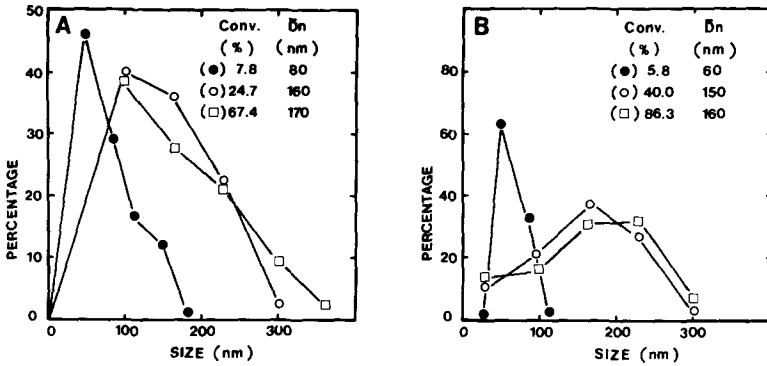 A
Conv. D̄n
(%) (nm)
(●) 7.8 80
○ 24.7 160
(□) 67.4 170
50
40
30
20
10
0
PERCENTAGE
0 100 200 300
SIZE (nm)
B
Conv. D̄n
(%) (nm)
(●) 5.8 60
(○) 40.0 150
(□) 86.3 160
80
60
40
20
0
PERCENTAGE
0 100 200 300
SIZE (nm)